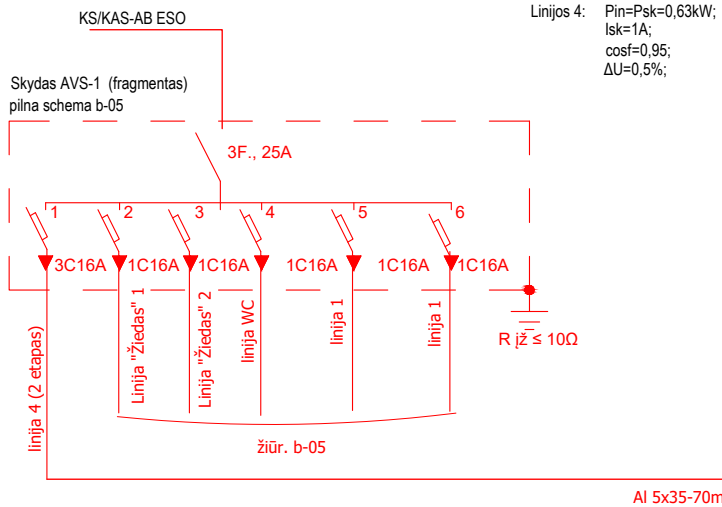 KS/KAS-AB ESO
Linijos 4: Pin=Psk=0,63kW;
Isk=1A;
cosf=0,95;
ΔU=0,5%;
Skydas AVS-1 (fragmentas)
pilna schema b-05
3F., 25A
1 2 3 4 5 6
3C16A 1C16A 1C16A 1C16A 1C16A 1C16A
linija 4 (2 etapas)
Linija "Žiedas" 1
Linija "Žiedas" 2
linija WC
linija 1
linija 1
R įž ≤ 10Ω
žiūr. b-05
Al 5x35-70m